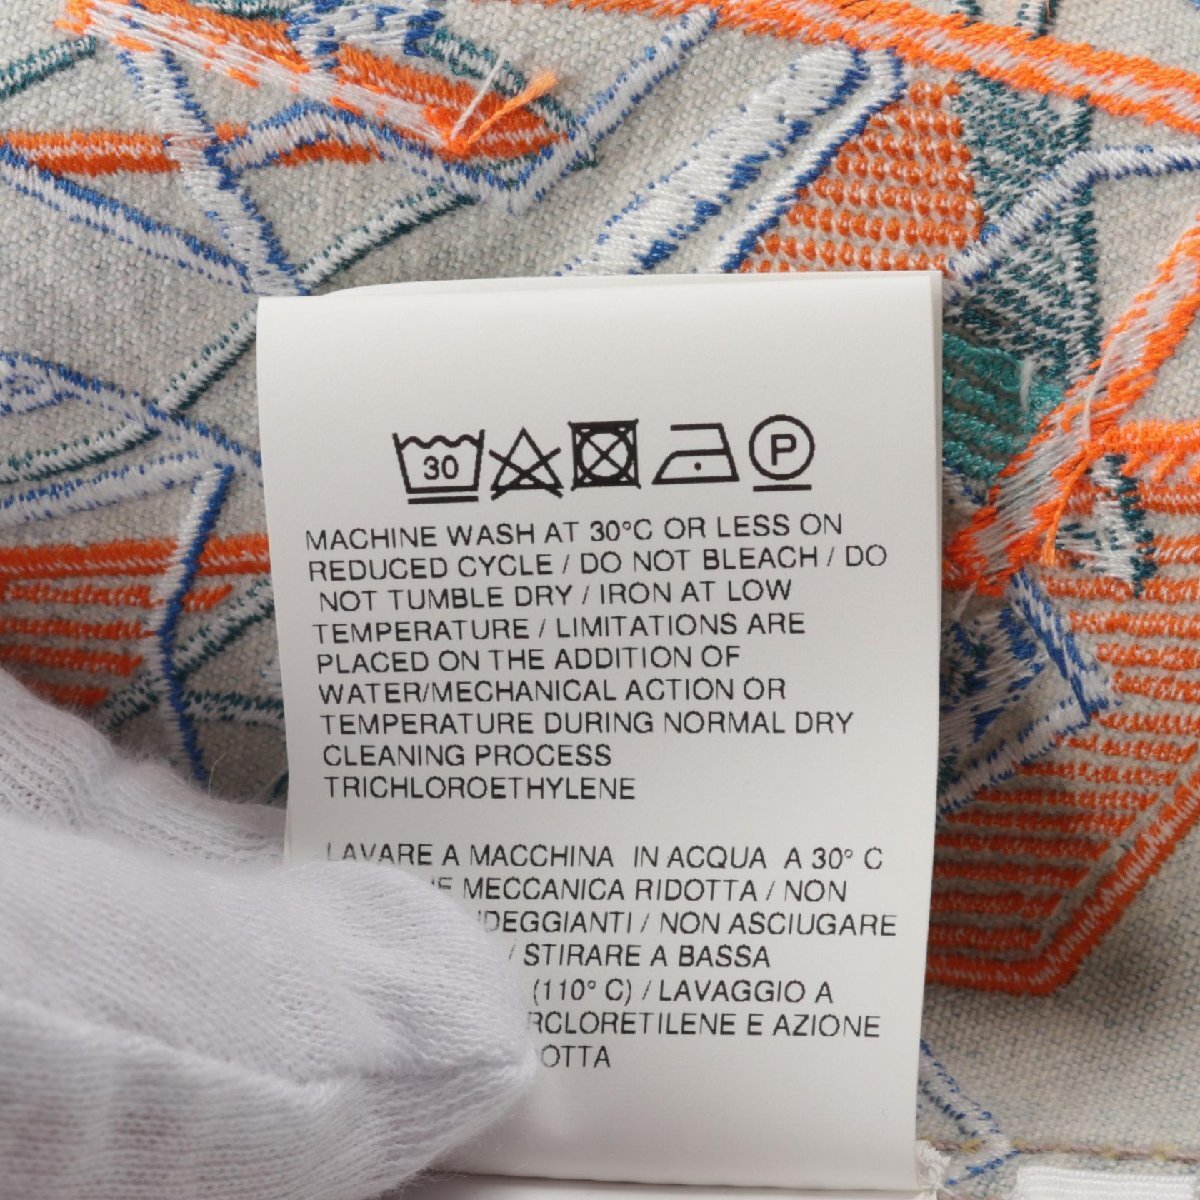 30 P
MACHINE WASH AT 30°C OR LESS ON
REDUCED CYCLE / DO NOT BLEACH / DO
NOT TUMBLE DRY / IRON AT LOW
TEMPERATURE / LIMITATIONS ARE
PLACED ON THE ADDITION OF
WATER/MECHANICAL ACTION OR
TEMPERATURE DURING NORMAL DRY
CLEANING PROCESS
TRICHLOROETHYLENE
LAVARE A MACCHINA IN ACQUA A 30° C
MECCANICA RIDOTTA / NON
/ NON ASCIUGARE
/ STIRARE A BASSA
(110° C) / LAVAGGIO A
E AZIONE